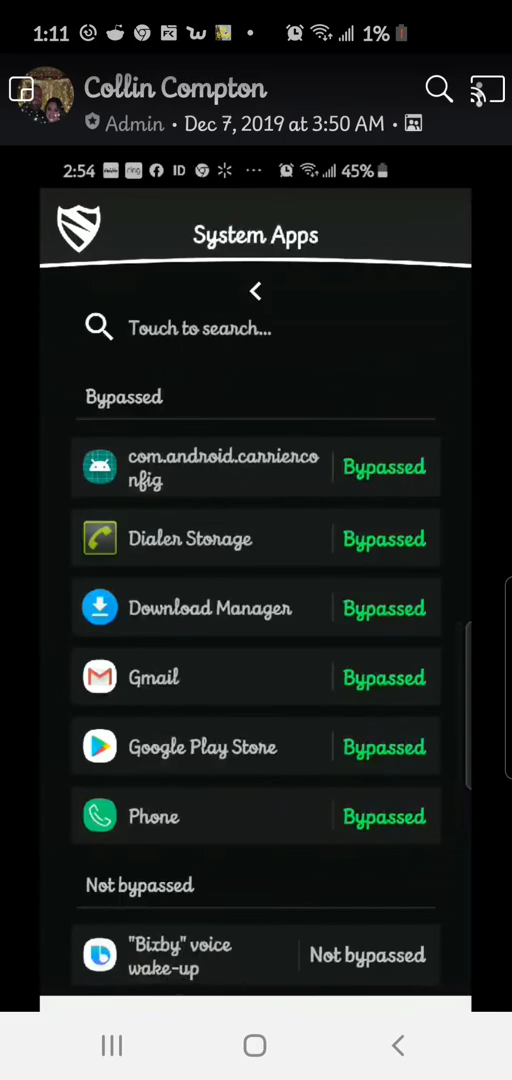 1:11 1%
Collin Compton
Admin • Dec 7, 2019 at 3:50 AM •
2:54 ring ID ... 45%
System Apps
Touch to search...
Bypassed
com.android.carrierco
nfig
Bypassed
Dialer Storage Bypassed
Download Manager Bypassed
Gmail Bypassed
Google Play Store Bypassed
Phone Bypassed
Not bypassed
"Bixby" voice
wake-up
Not bypassed